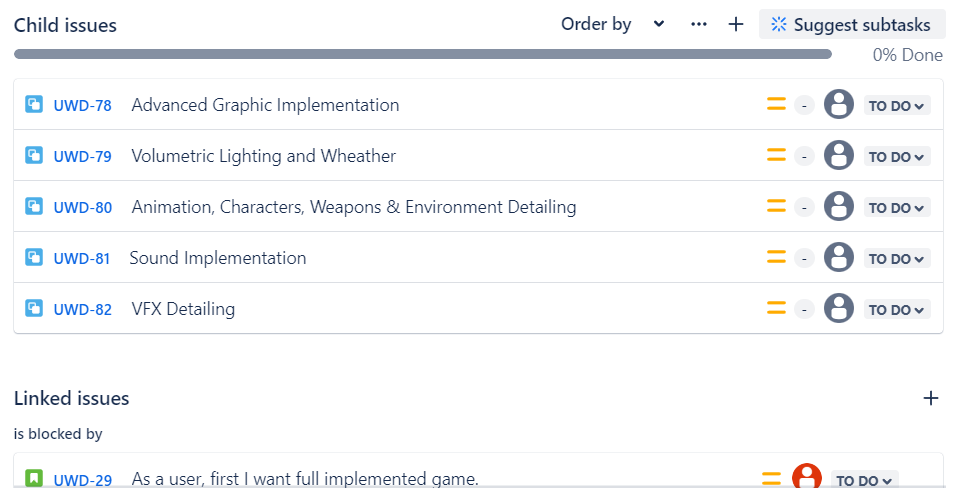 Child issues
Order by
Suggest subtasks
0% Done
UWD-78 Advanced Graphic Implementation - TO DO
UWD-79 Volumetric Lighting and Wheather - TO DO
UWD-80 Animation, Characters, Weapons & Environment Detailing - TO DO
UWD-81 Sound Implementation - TO DO
UWD-82 VFX Detailing - TO DO
Linked issues
is blocked by
UWD-29 As a user, first I want full implemented game. TO DO